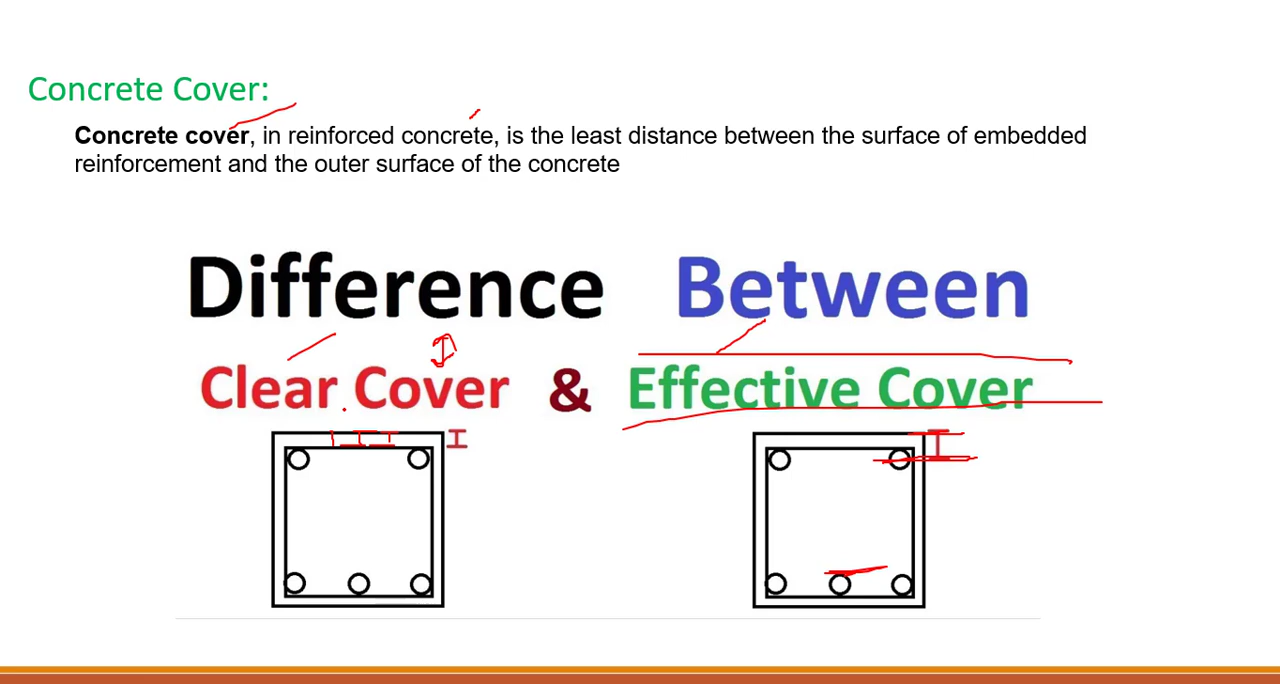 Concrete Cover:
Concrete cover, in reinforced concrete, is the least distance between the surface of embedded
reinforcement and the outer surface of the concrete
Difference Between
Clear Cover & Effective Cover